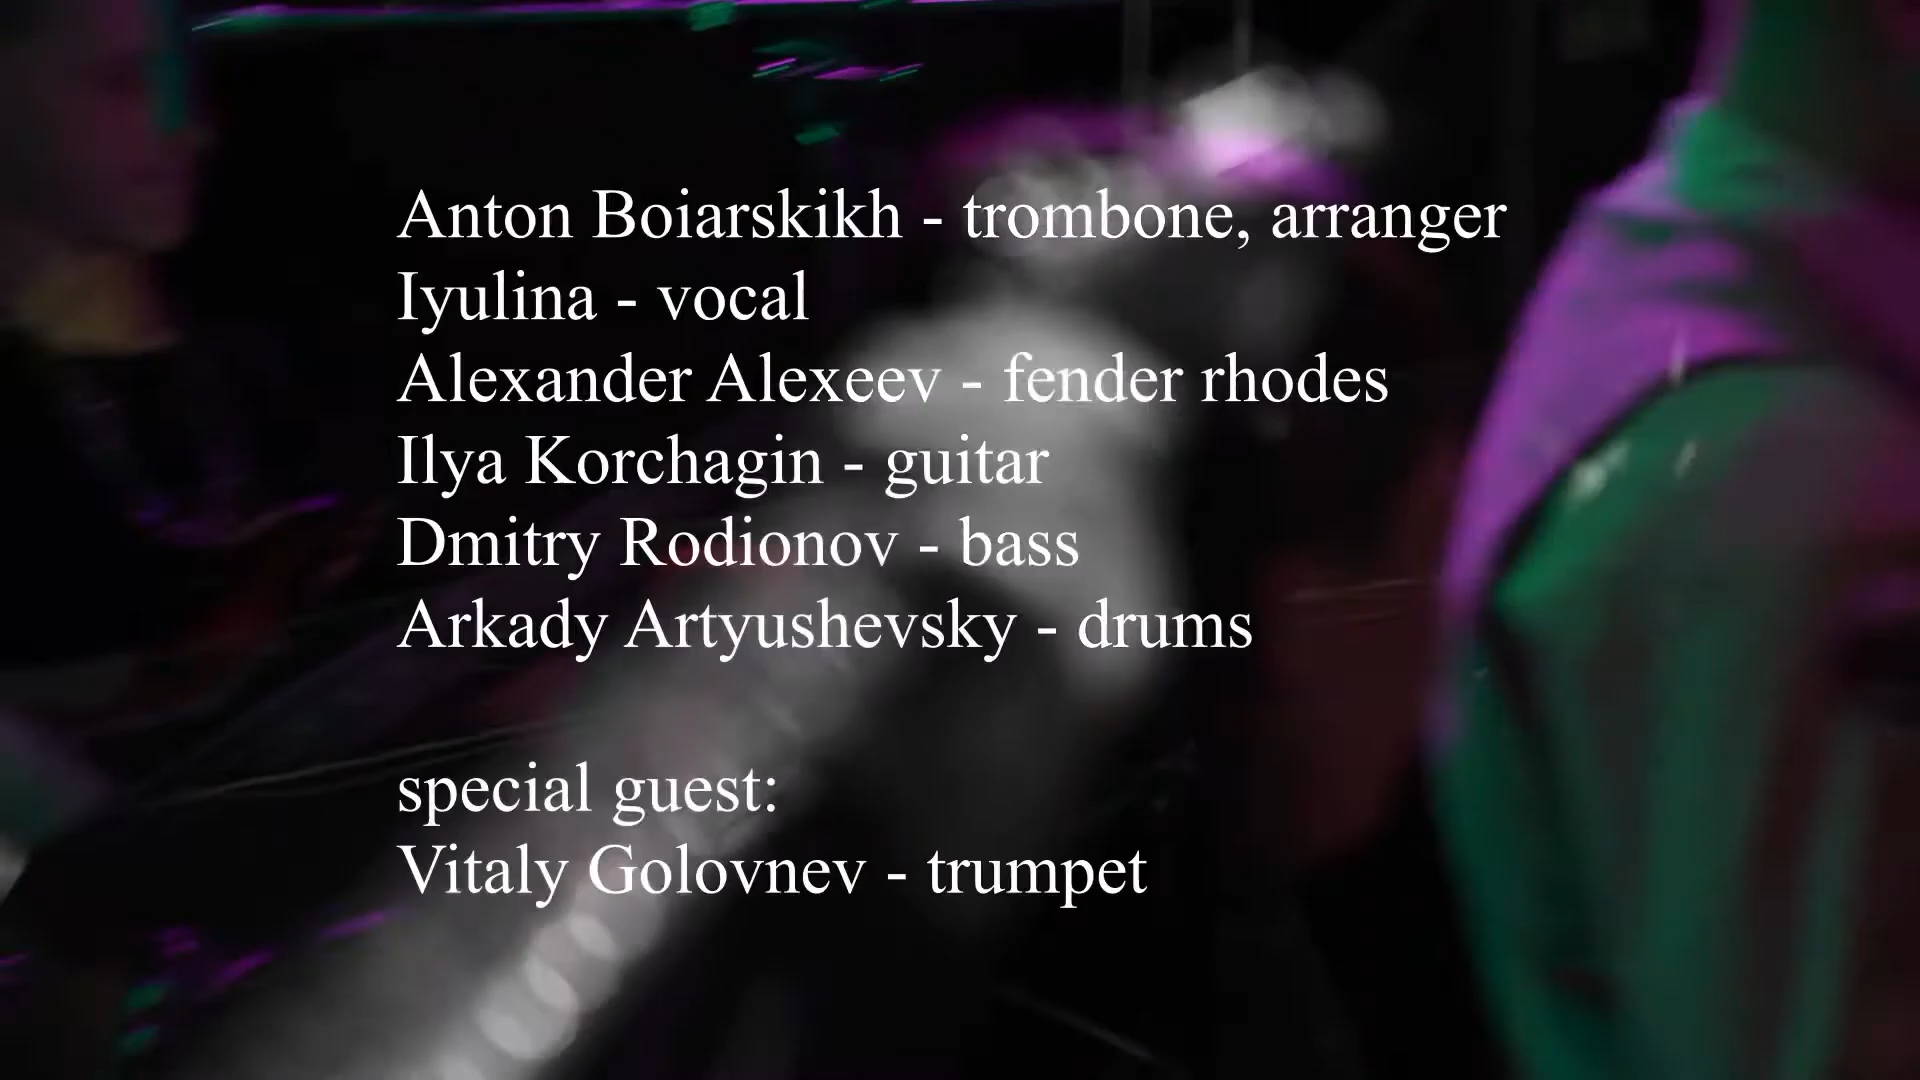 Anton Boiarskikh - trombone, arranger
Iyulina - vocal
Alexander Alexeev - fender rhodes
Ilya Korchagin - guitar
Dmitry Rodionov - bass
Arkady Artyushevsky - drums
special guest:
Vitaly Golovnev - trumpet